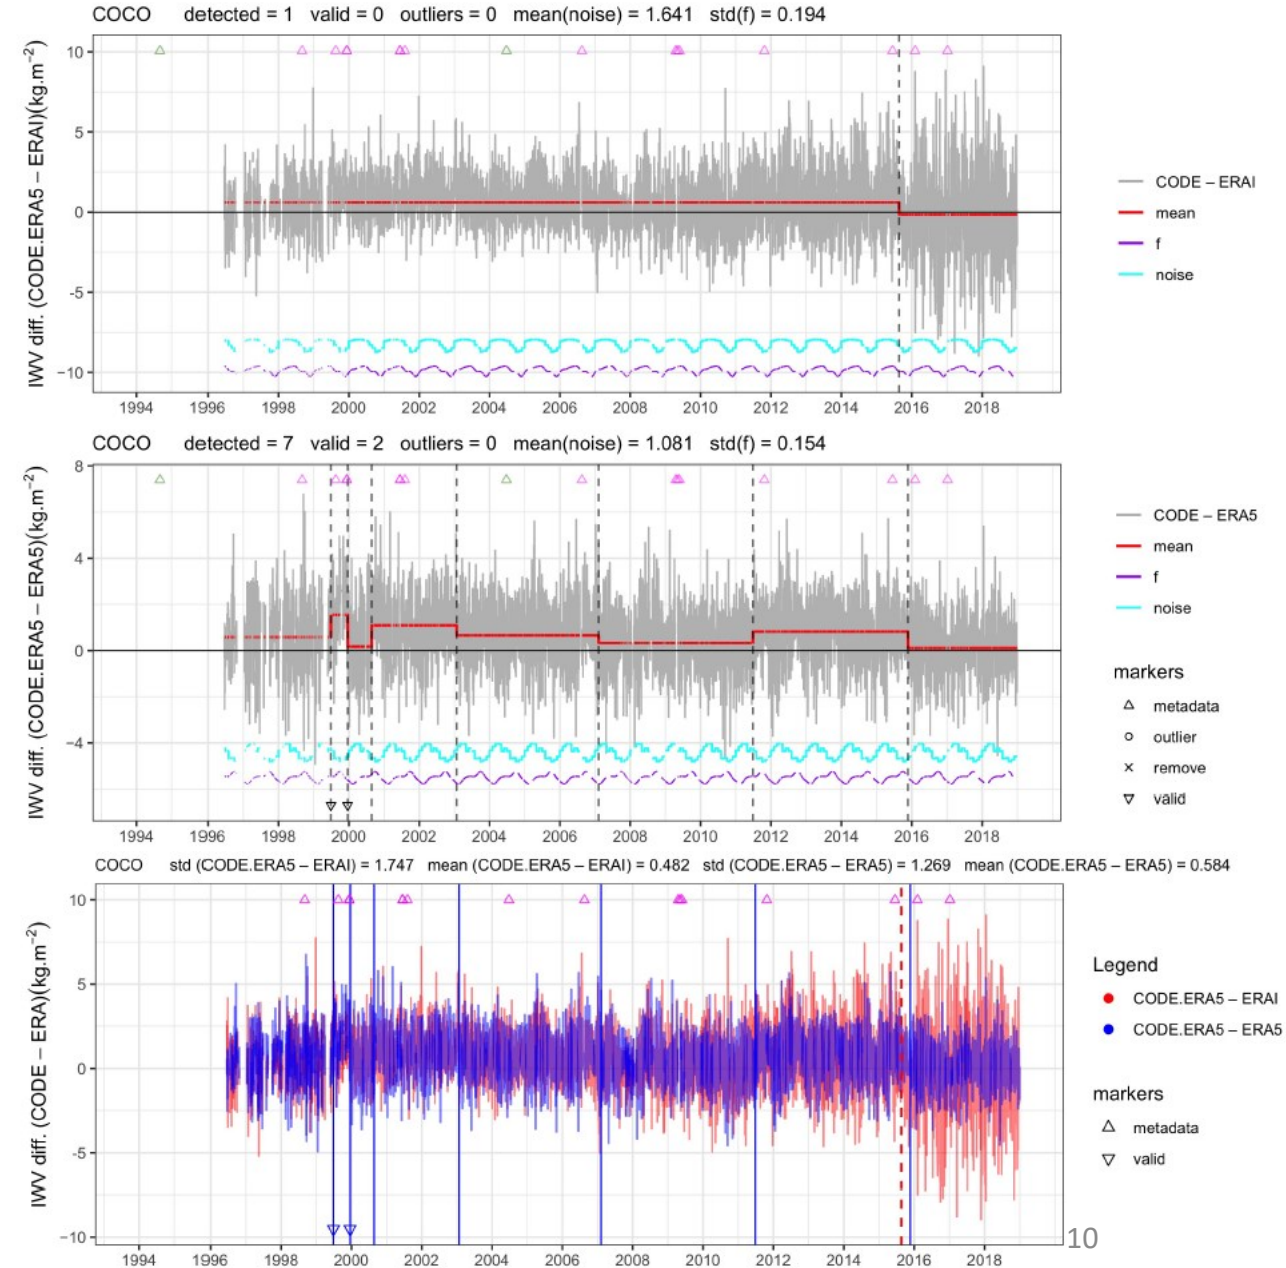 COCO detected = 1 valid = 0 outliers = 0 mean(noise) = 1.641 std(f) = 0.194
IWV diff. (CODE.ERA5 – ERAI)(kg.m⁻²)
10
5
0
-5
−10
1994 1996 1998 2000 2002 2004 2006 2008 2010 2012 2014 2016 2018
CODE – ERAI
mean
f
noise
COCO detected = 7 valid = 2 outliers = 0 mean(noise) = 1.081 std(f) = 0.154
IWV diff. (CODE.ERA5 – ERA5)(kg.m⁻²)
8
4
0
−4
1994 1996 1998 2000 2002 2004 2006 2008 2010 2012 2014 2016 2018
CODE – ERA5
mean
f
noise
markers
metadata
outlier
remove
valid
COCO std (CODE.ERA5 – ERAI) = 1.747 mean (CODE.ERA5 – ERAI) = 0.482 std (CODE.ERA5 – ERA5) = 1.269 mean (CODE.ERA5 – ERA5) = 0.584
IWV diff. (CODE – ERA)(kg.m⁻²)
10
5
0
-5
−10
1994 1996 1998 2000 2002 2004 2006 2008 2010 2012 2014 2016 2018
Legend
CODE.ERA5 – ERAI
CODE.ERA5 – ERA5
markers
metadata
valid
10